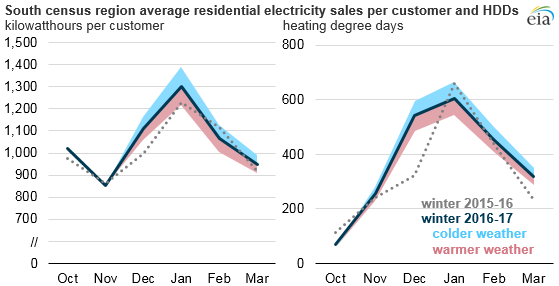 South census region average residential electricity sales per customer and HDDs
kilowatthours per customer
heating degree days
eia
1,500
1,400
1,300
1,200
1,100
1,000
900
800
700
//
0
Oct Nov Dec Jan Feb Mar
800
600
400
200
0
winter 2015-16
winter 2016-17
colder weather
warmer weather
Oct Nov Dec Jan Feb Mar